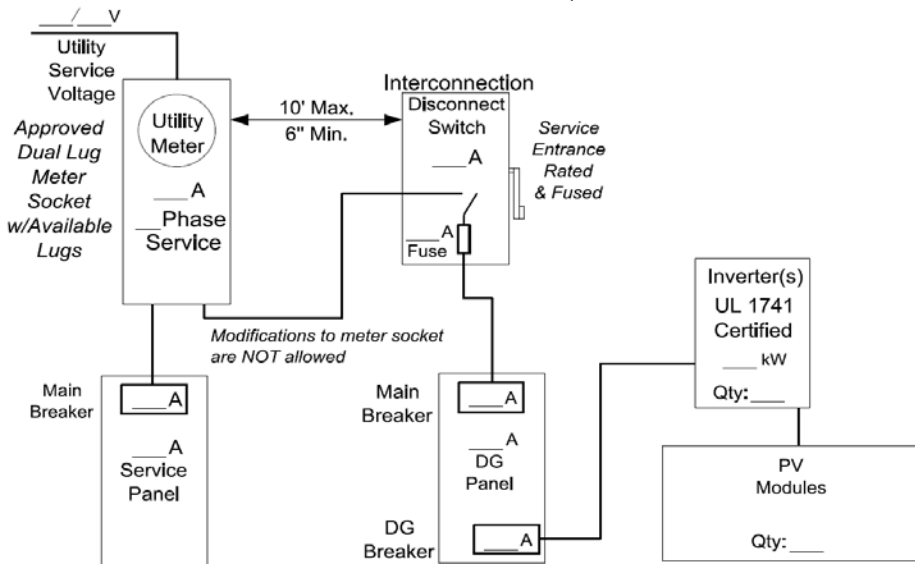 ___/___V
Utility
Service
Voltage
Approved
Dual Lug
Meter
Socket
w/Available
Lugs
Utility
Meter
___A
__Phase
Service
10' Max.
6" Min.
Interconnection
Disconnect
Switch
___A
___A
Fuse
Service
Entrance
Rated
& Fused
Modifications to meter socket
are NOT allowed
Main
Breaker
___A
___A
Service
Panel
Main
Breaker
___A
___A
DG
Panel
DG
Breaker
___A
Inverter(s)
UL 1741
Certified
___ kW
Qty: ___
PV
Modules
Qty: ___